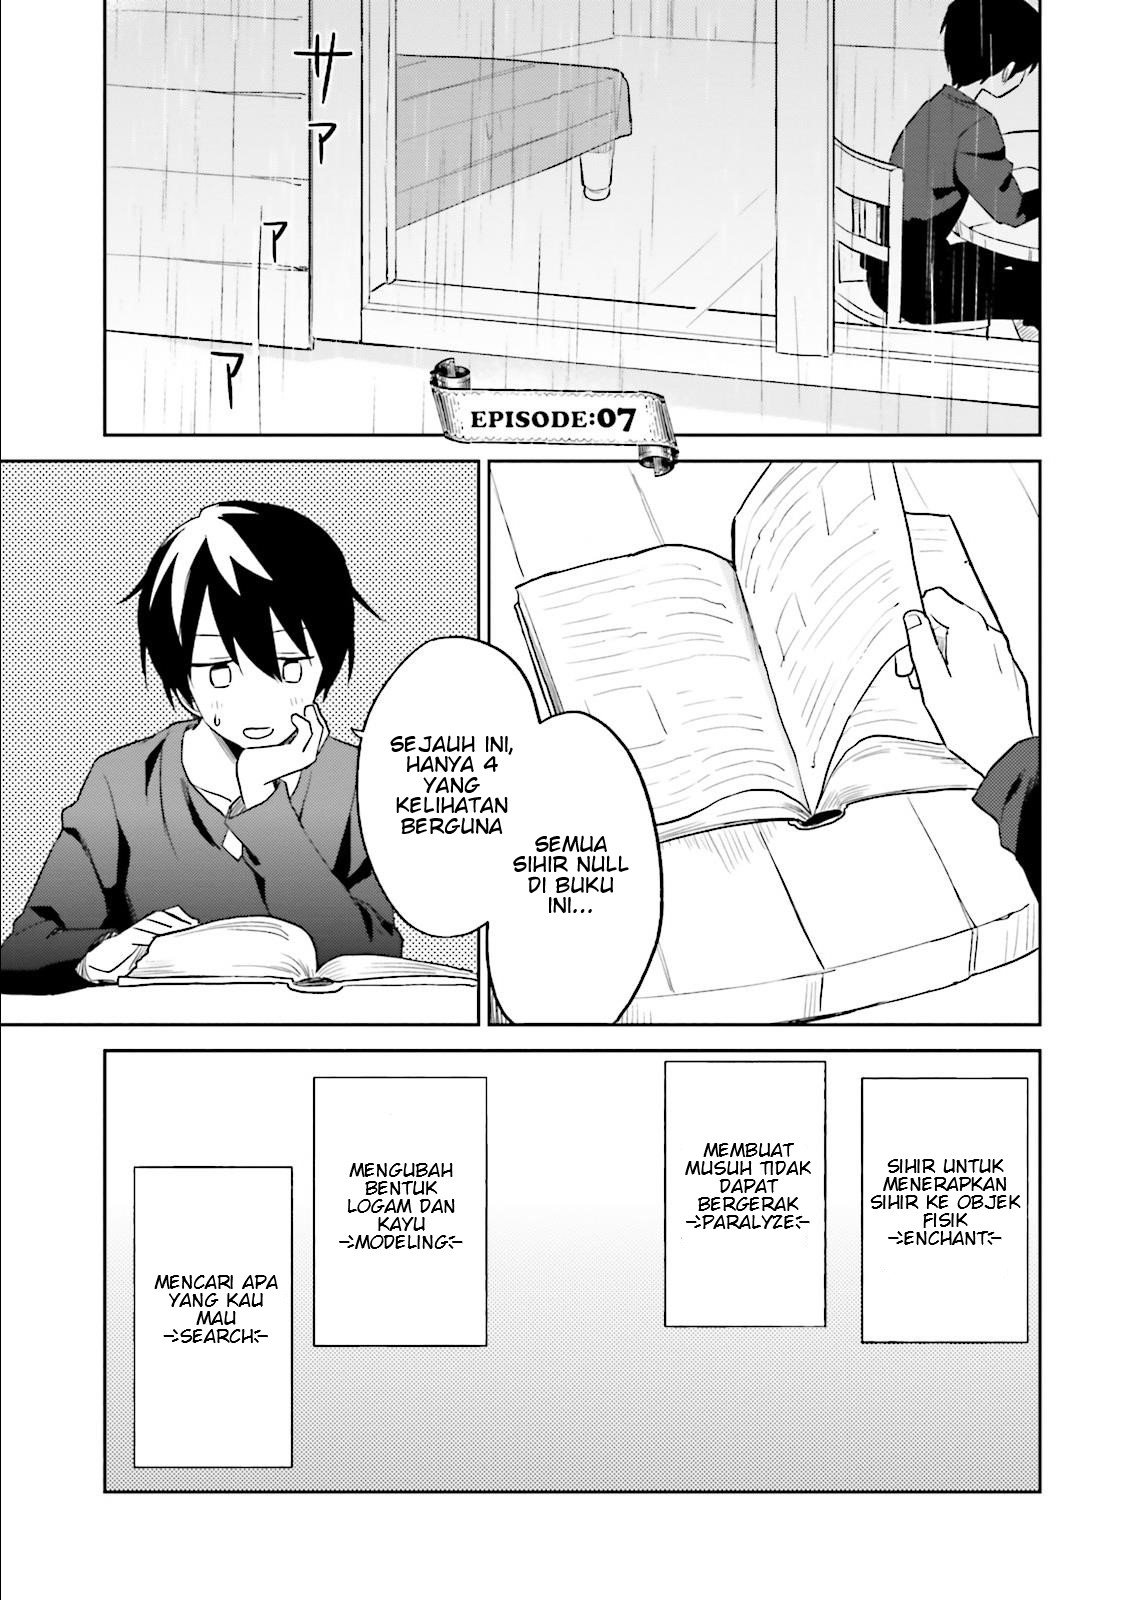 ザ
ア
ア
ア
EPISODE:07
SEMUA
SIHIR NULL
DI BUKU
INI...
SEJAUH INI,
HANYA 4
YANG
KELIHATAN
BERGUNA
SIHIR UNTUK
MENERAPKAN
SIHIR KE OBJEK
FISIK
ENCHANT
MEMBUAT
MUSUH TIDAK
DAPAT
BERGERAK
PARALYZE
MENGUBAH
BENTUK
LOGAM DAN
KAYU
MODELING
MENCARI APA
YANG KAU
MAU
SEARCH